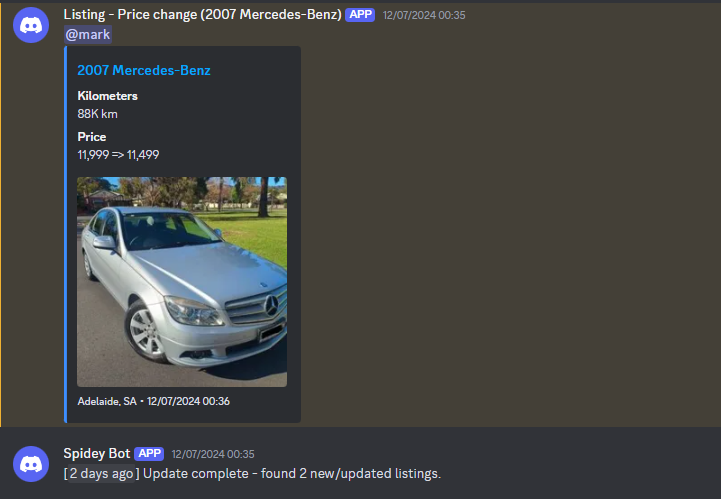 Listing - Price change (2007 Mercedes-Benz) APP 12/07/2024 00:35
@mark
2007 Mercedes-Benz
Kilometers
88K km
Price
11,999 => 11,499
Adelaide, SA • 12/07/2024 00:36
Spidey Bot APP 12/07/2024 00:35
[2 days ago] Update complete - found 2 new/updated listings.